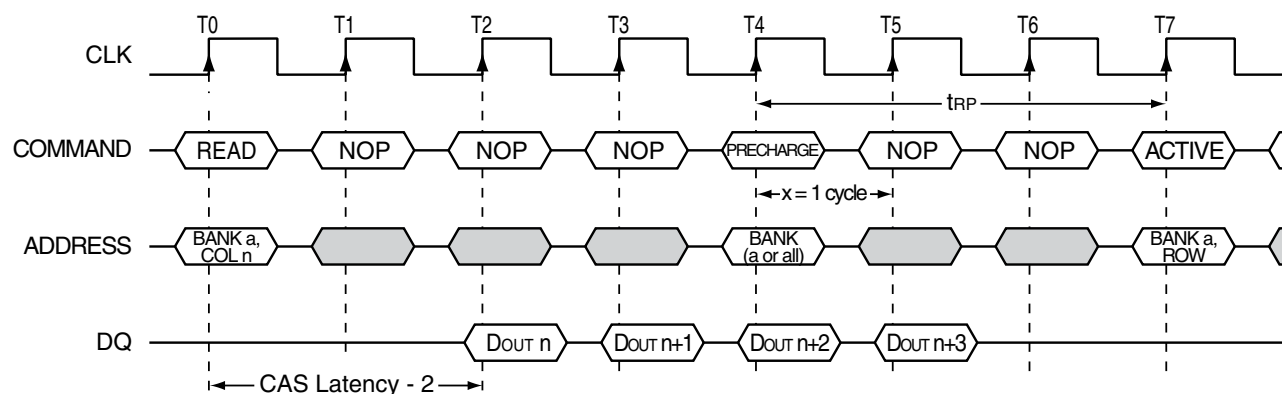 T0 T1 T2 T3 T4 T5 T6 T7
CLK
tRP
COMMAND READ NOP NOP NOP PRECHARGE NOP NOP ACTIVE
x = 1 cycle
ADDRESS BANK a, COL n BANK (a or all) BANK a, ROW
DQ DOUT n DOUT n+1 DOUT n+2 DOUT n+3
CAS Latency - 2